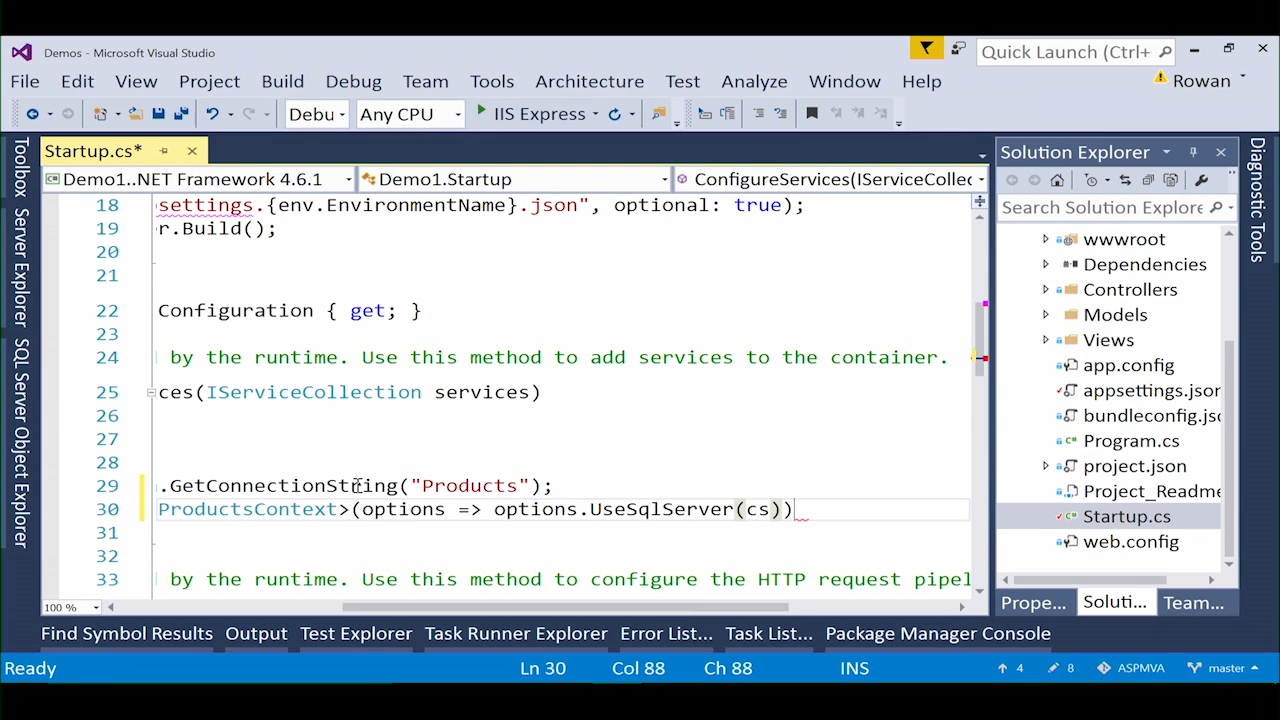 Demos - Microsoft Visual Studio
Quick Launch (Ctrl+
File Edit View Project Build Debug Team Tools Architecture Test Analyze Window Help
Rowan
Debu
Any CPU
IIS Express
Toolbox
Server Explorer
SQL Server Object Explorer
Startup.cs*
Demo1..NET Framework 4.6.1
Demo1.Startup
ConfigureServices(IServiceCollec
18 settings.{env.EnvironmentName}.json", optional: true);
19 r.Build();
20
21
22 Configuration { get; }
23
24 by the runtime. Use this method to add services to the container.
25 ces(IServiceCollection services)
26
27
28
29 .GetConnectionString("Products");
30 ProductsContext>(options => options.UseSqlServer(cs))
31
32
33 by the runtime. Use this method to configure the HTTP request pipel
100 %
Solution Explorer
Search Solution Explore
wwwroot
Dependencies
Controllers
Models
Views
app.config
appsettings.json
bundleconfig.js
Program.cs
project.json
Project_Readme
Startup.cs
web.config
Prope...
Soluti...
Team...
Diagnostic Tools
Find Symbol Results Output Test Explorer Task Runner Explorer Error List... Task List... Package Manager Console
Ready
Ln 30
Col 88
Ch 88
INS
4
8
ASPMVA
master